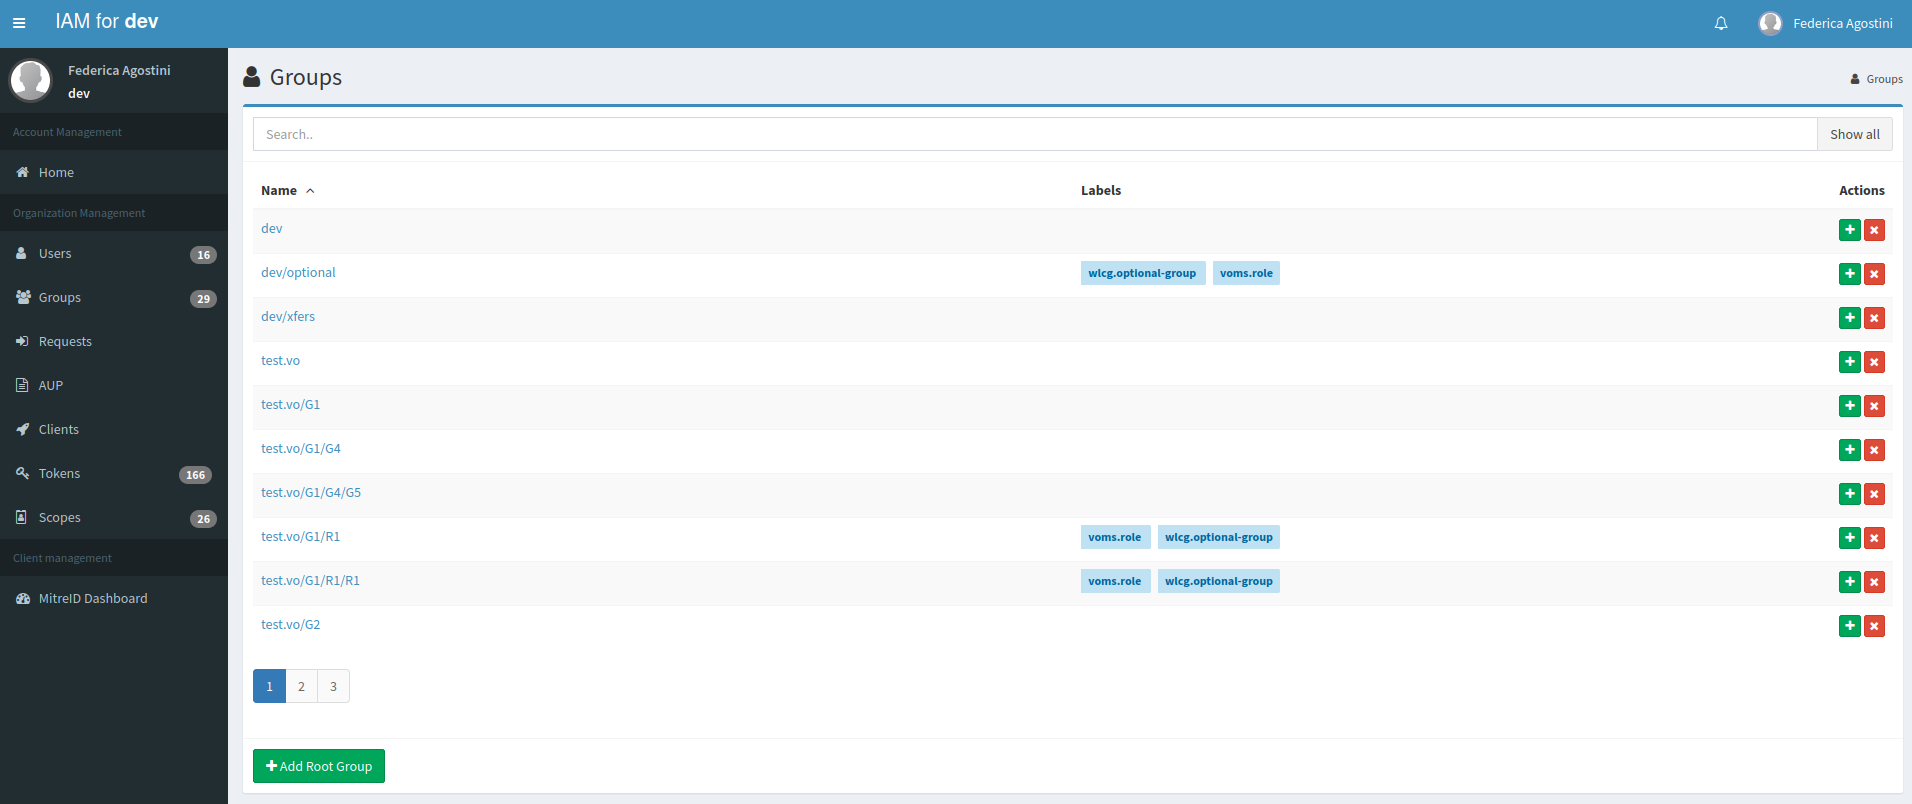 IAM for dev
Federica Agostini
Federica Agostini
dev
Account Management
Home
Organization Management
Users 16
Groups 29
Requests
AUP
Clients
Tokens 166
Scopes 26
Client management
MitreID Dashboard
Groups
Groups
Search..
Show all
Name Labels Actions
dev
dev/optional wlcg.optional-group voms.role
dev/xfers
test.vo
test.vo/G1
test.vo/G1/G4
test.vo/G1/G4/G5
test.vo/G1/R1 voms.role wlcg.optional-group
test.vo/G1/R1/R1 voms.role wlcg.optional-group
test.vo/G2
1 2 3
Add Root Group